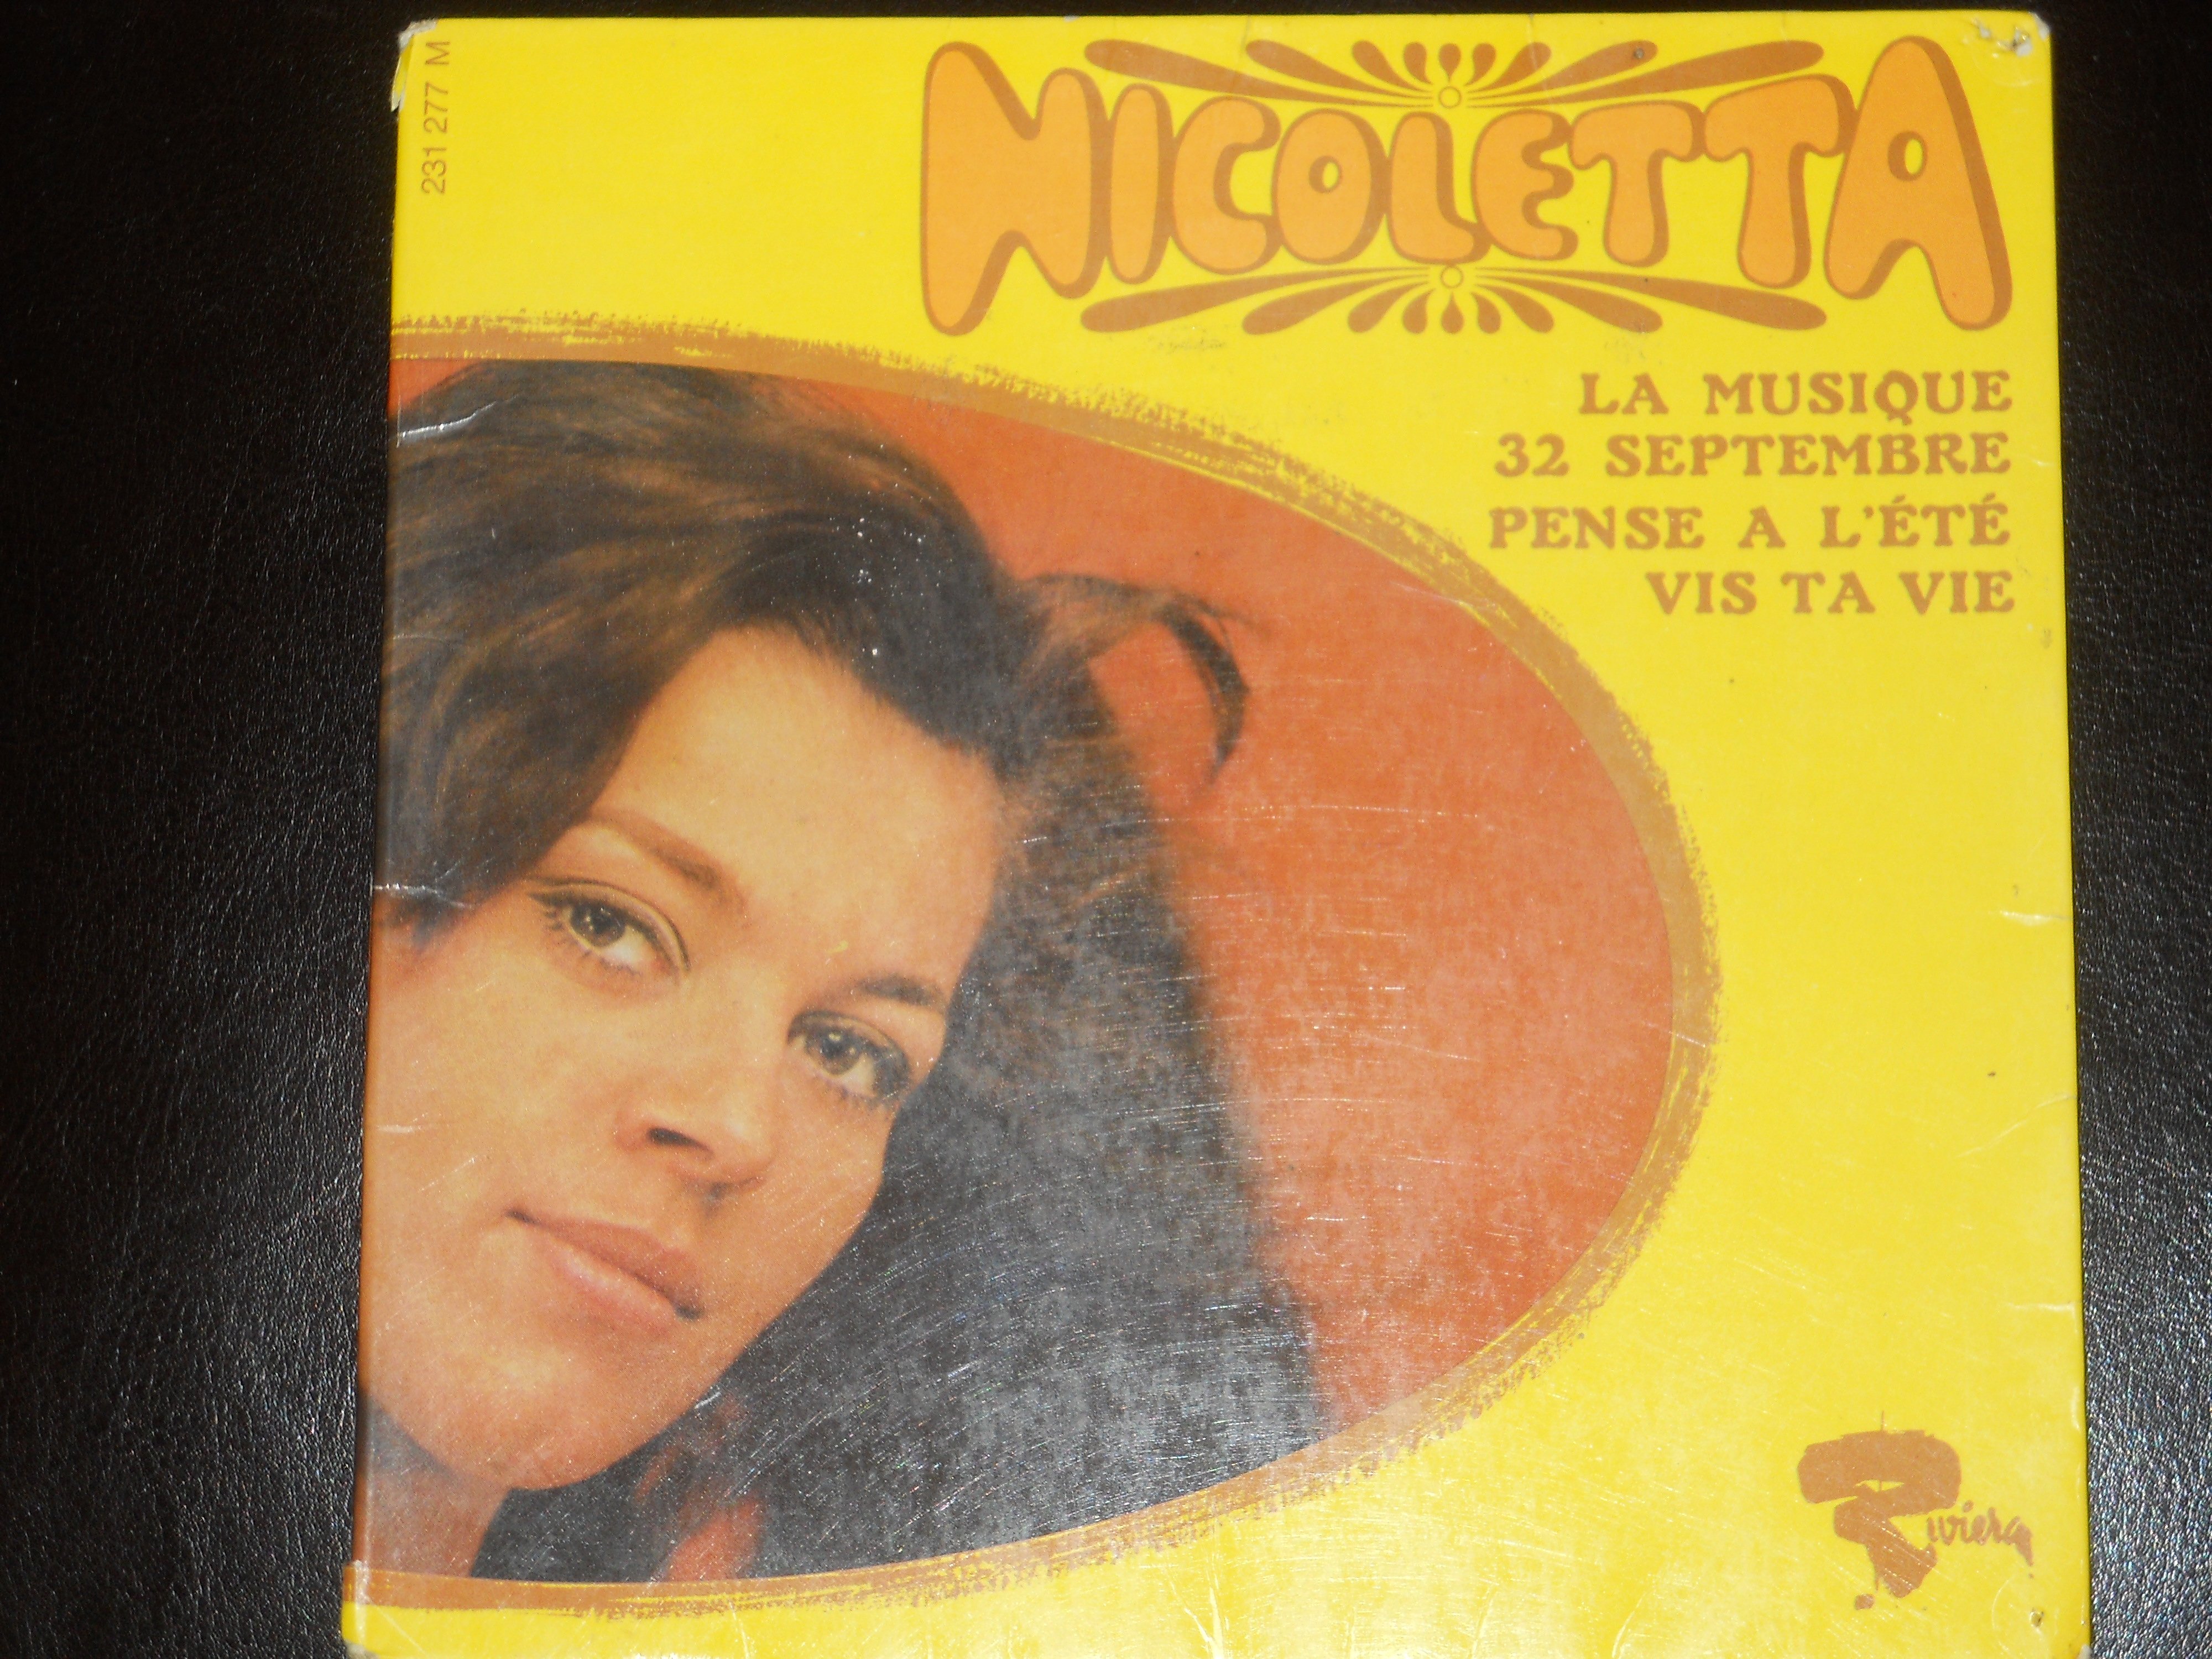 231 277 M
NICOLETTA
LA MUSIQUE
32 SEPTEMBRE
PENSE A L'ÉTÉ
VIS TA VIE
Riviera